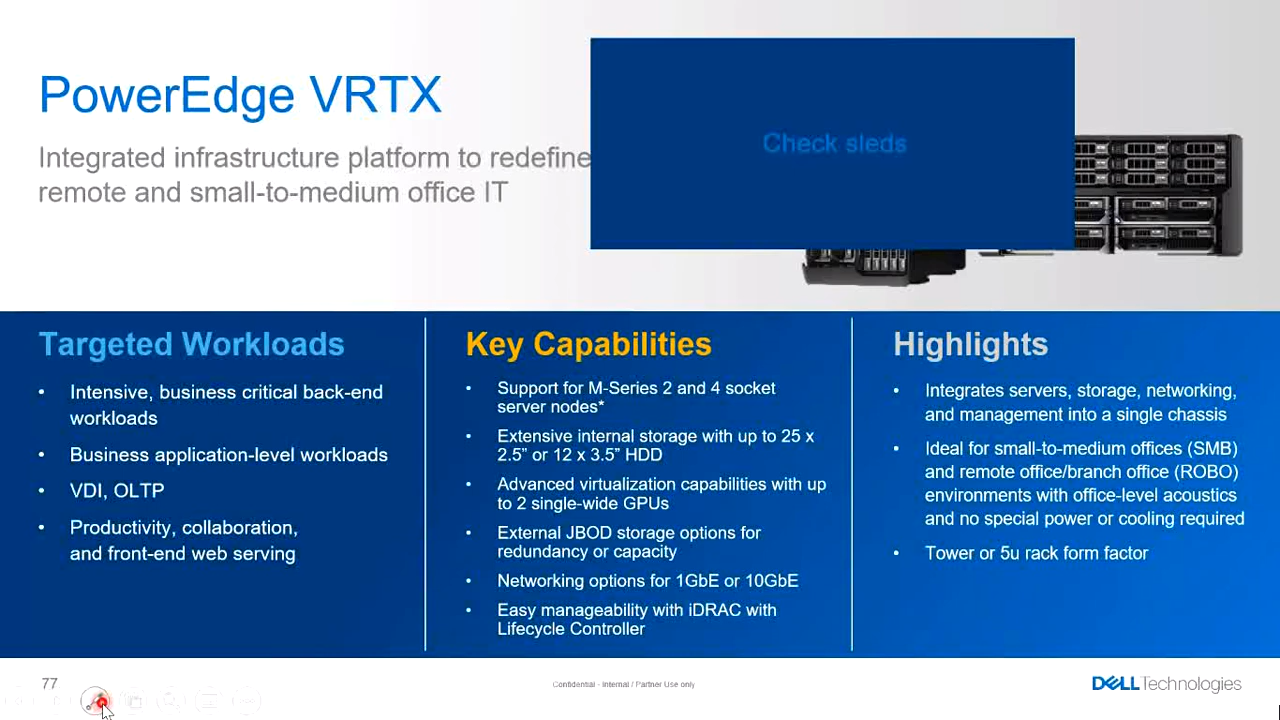 PowerEdge VRTX
Integrated infrastructure platform to redefine
remote and small-to-medium office IT
Check sleds
Targeted Workloads
• Intensive, business critical back-end
workloads
• Business application-level workloads
• VDI, OLTP
• Productivity, collaboration,
and front-end web serving
Key Capabilities
• Support for M-Series 2 and 4 socket
server nodes*
• Extensive internal storage with up to 25 x
2.5” or 12 x 3.5” HDD
• Advanced virtualization capabilities with up
to 2 single-wide GPUs
• External JBOD storage options for
redundancy or capacity
• Networking options for 1GbE or 10GbE
• Easy manageability with iDRAC with
Lifecycle Controller
Highlights
• Integrates servers, storage, networking,
and management into a single chassis
• Ideal for small-to-medium offices (SMB)
and remote office/branch office (ROBO)
environments with office-level acoustics
and no special power or cooling required
• Tower or 5u rack form factor
77
Confidential - Internal / Partner Use only
DELL Technologies